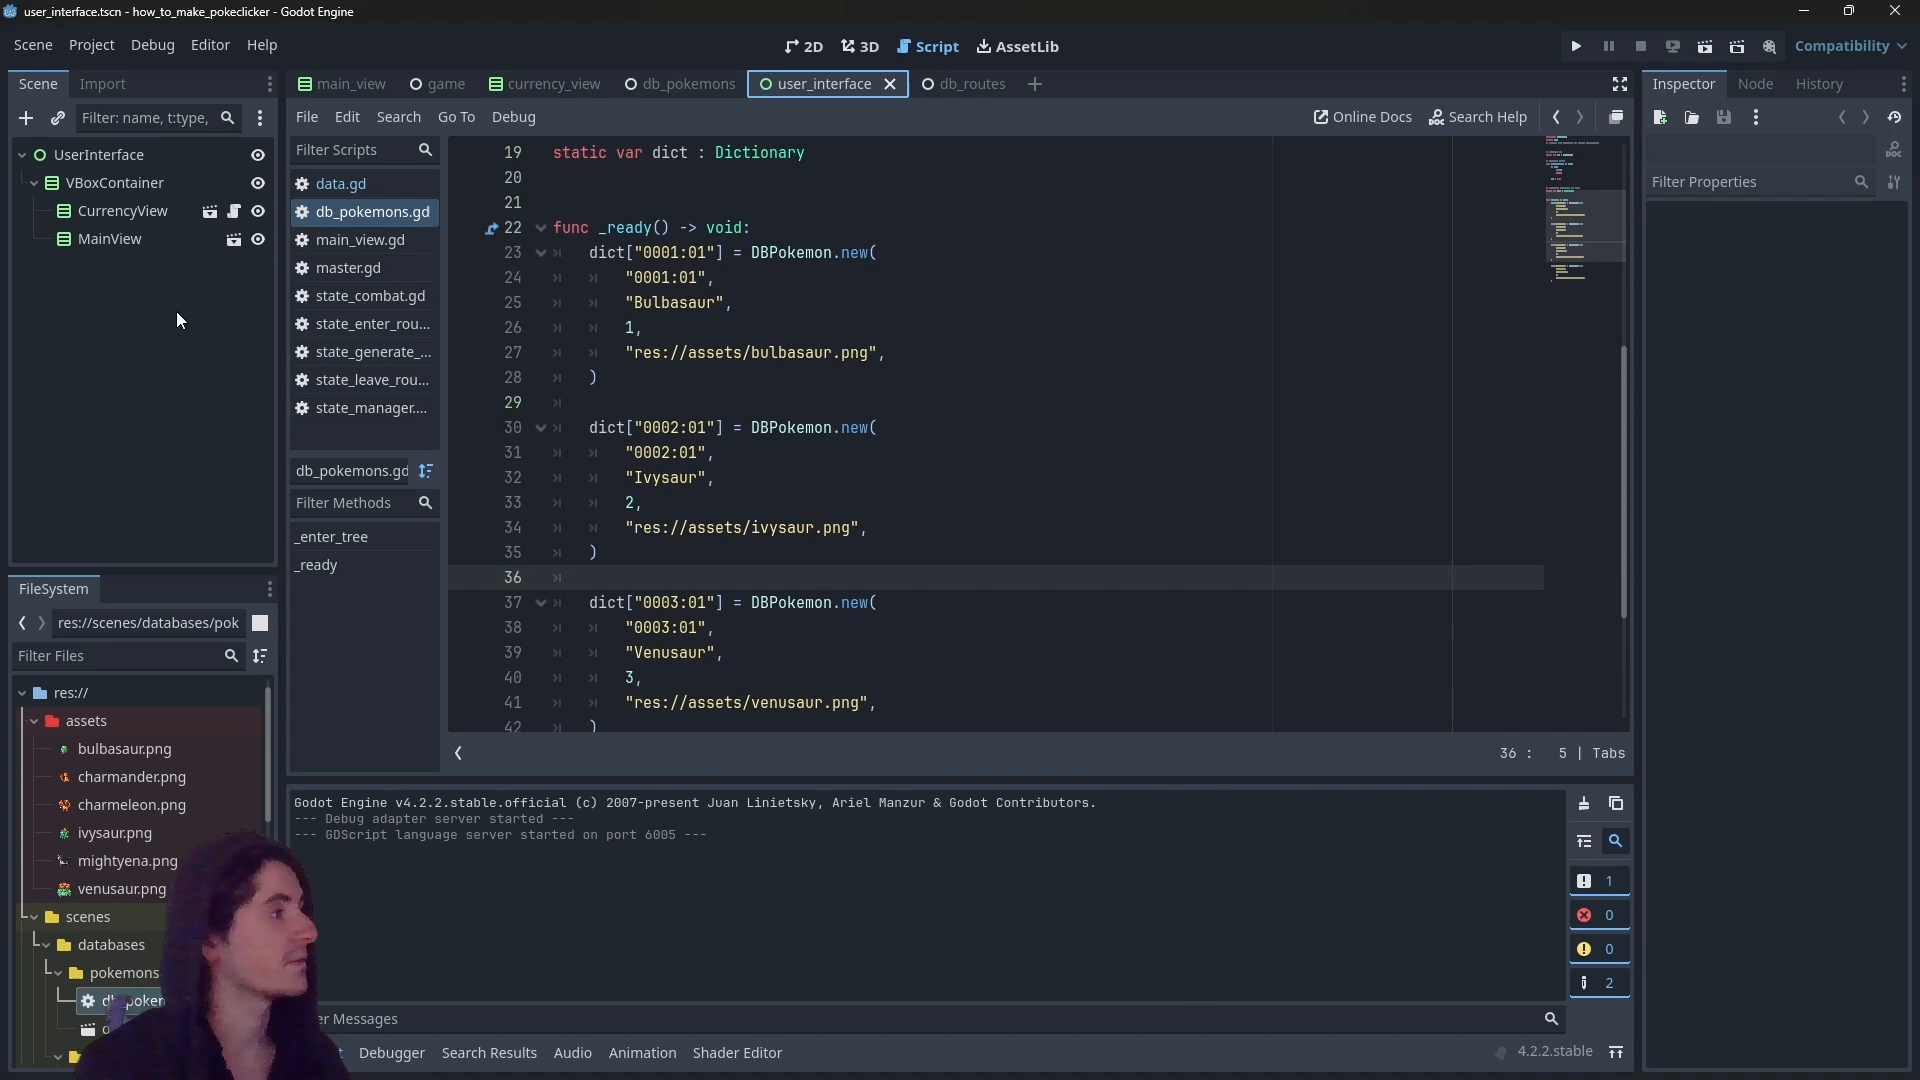 user_interface.tscn - how_to_make_pokeclicker - Godot Engine
Scene Project Debug Editor Help
2D 3D Script AssetLib
Compatibility
Scene Import
main_view game currency_view db_pokemons user_interface db_routes
Inspector Node History
Filter: name, t:type,
File Edit Search Go To Debug
Online Docs Search Help
UserInterface
VBoxContainer
CurrencyView
MainView
Filter Scripts
data.gd
db_pokemons.gd
main_view.gd
master.gd
state_combat.gd
state_enter_rou...
state_generate_...
state_leave_rou...
state_manager....
db_pokemons.gd
Filter Methods
_enter_tree
_ready
19 static var dict : Dictionary
20
21
22 func _ready() -> void:
23 dict["0001:01"] = DBPokemon.new(
24 "0001:01",
25 "Bulbasaur",
26 1,
27 "res://assets/bulbasaur.png",
28 )
29
30 dict["0002:01"] = DBPokemon.new(
31 "0002:01",
32 "Ivysaur",
33 2,
34 "res://assets/ivysaur.png",
35 )
36
37 dict["0003:01"] = DBPokemon.new(
38 "0003:01",
39 "Venusaur",
40 3,
41 "res://assets/venusaur.png",
42 )
36 : 5 | Tabs
Filter Properties
FileSystem
res://scenes/databases/pok
Filter Files
res://
assets
bulbasaur.png
charmander.png
charmeleon.png
ivysaur.png
mightyena.png
venusaur.png
scenes
databases
pokemons
Godot Engine v4.2.2.stable.official (c) 2007-present Juan Linietsky, Ariel Manzur & Godot Contributors.
--- Debug adapter server started ---
--- GDScript language server started on port 6005 ---
1
0
0
2
Messages
Debugger Search Results Audio Animation Shader Editor
4.2.2.stable